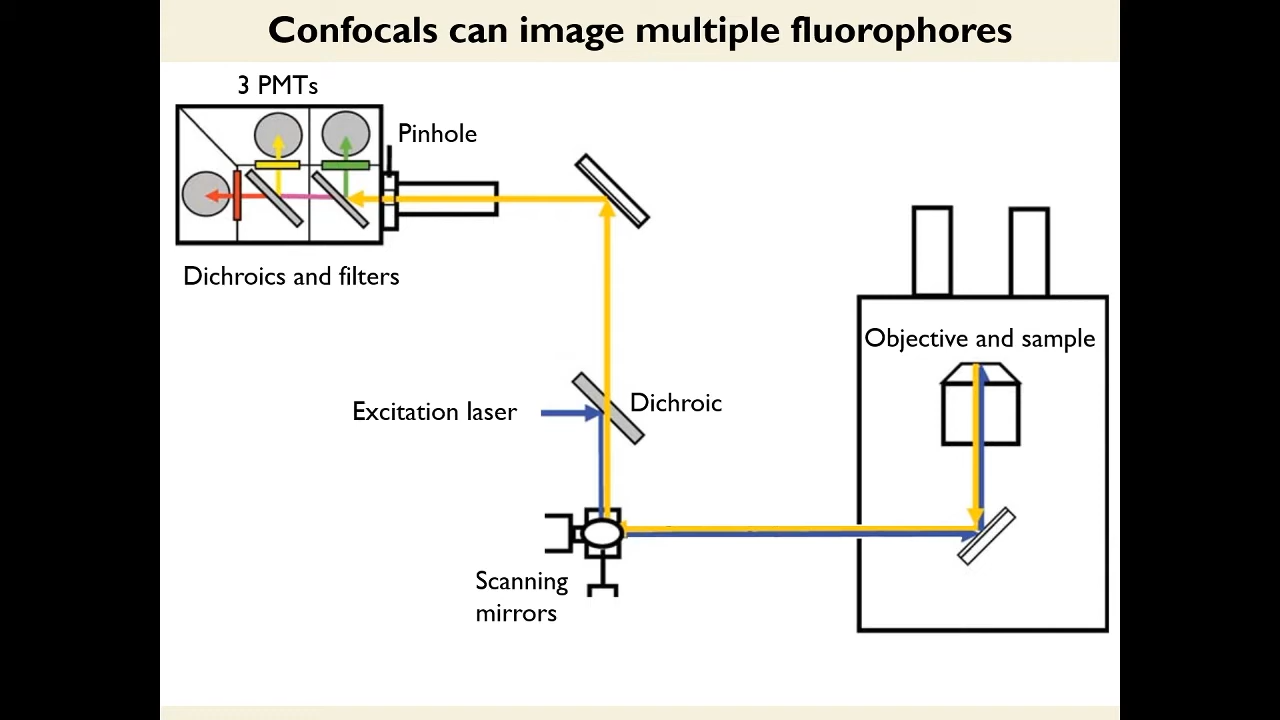 Confocals can image multiple fluorophores
3 PMTs
Pinhole
Dichroics and filters
Objective and sample
Excitation laser
Dichroic
Scanning
mirrors